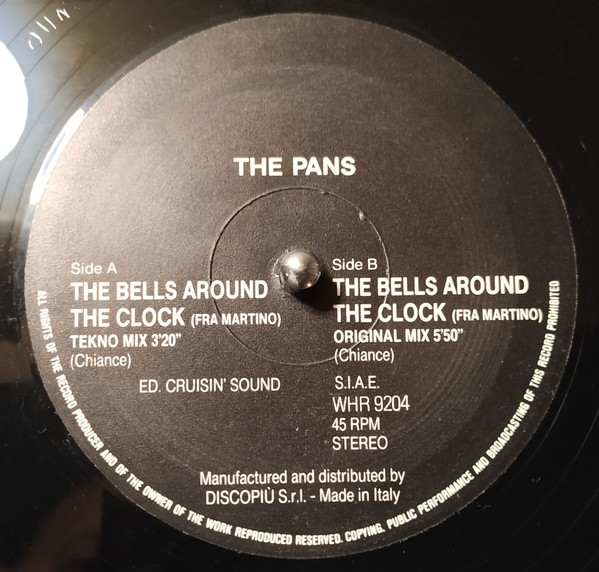 THE PANS
Side A
THE BELLS AROUND
THE CLOCK (FRA MARTINO)
TEKNO MIX 3'20"
(Chiance)
Side B
THE BELLS AROUND
THE CLOCK (FRA MARTINO)
ORIGINAL MIX 5'50"
(Chiance)
ED. CRUISIN' SOUND
S.I.A.E.
WHR 9204
45 RPM
STEREO
Manufactured and distributed by
DISCOPIÙ S.r.l. - Made in Italy
ALL RIGHTS OF THE RECORD PRODUCER AND OF THE OWNER OF THE WORK REPRODUCED RESERVED. COPYING, PUBLIC PERFORMANCE AND BROADCASTING OF THIS RECORD PROHIBITED